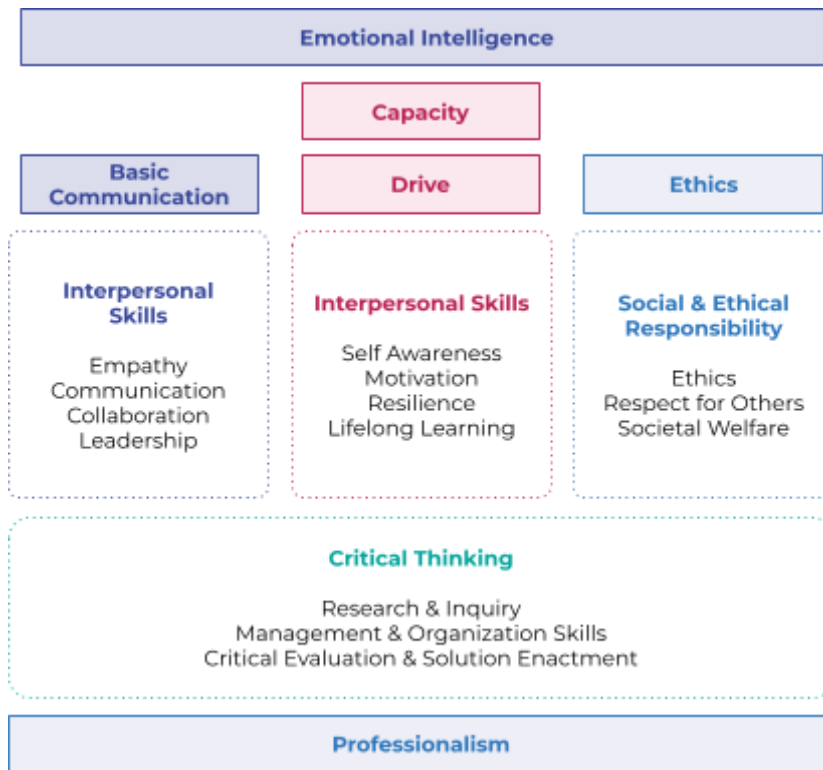 Emotional Intelligence
Capacity
Basic
Communication
Drive
Ethics
Interpersonal
Skills
Empathy
Communication
Collaboration
Leadership
Interpersonal Skills
Self Awareness
Motivation
Resilience
Lifelong Learning
Social & Ethical
Responsibility
Ethics
Respect for Others
Societal Welfare
Critical Thinking
Research & Inquiry
Management & Organization Skills
Critical Evaluation & Solution Enactment
Professionalism